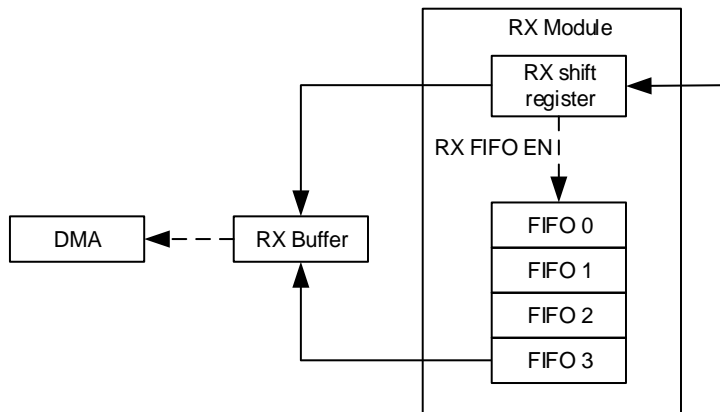 RX Module
RX shift
register
RX FIFO EN
FIFO 0
DMA
RX Buffer
FIFO 1
FIFO 2
FIFO 3